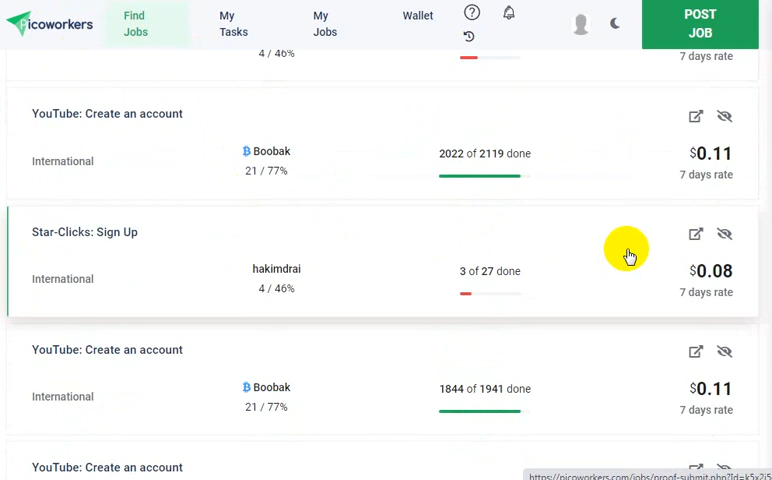 Picoworkers
Find Jobs
My Tasks
My Jobs
Wallet
POST JOB
4 / 46%
7 days rate
YouTube: Create an account
International
Boobak
21 / 77%
2022 of 2119 done
$0.11
7 days rate
Star-Clicks: Sign Up
International
hakimdrai
4 / 46%
3 of 27 done
$0.08
7 days rate
YouTube: Create an account
International
Boobak
21 / 77%
1844 of 1941 done
$0.11
7 days rate
YouTube: Create an account
https://picoworkers.com/jobs/proof-submit.php?Id=k5x2i5